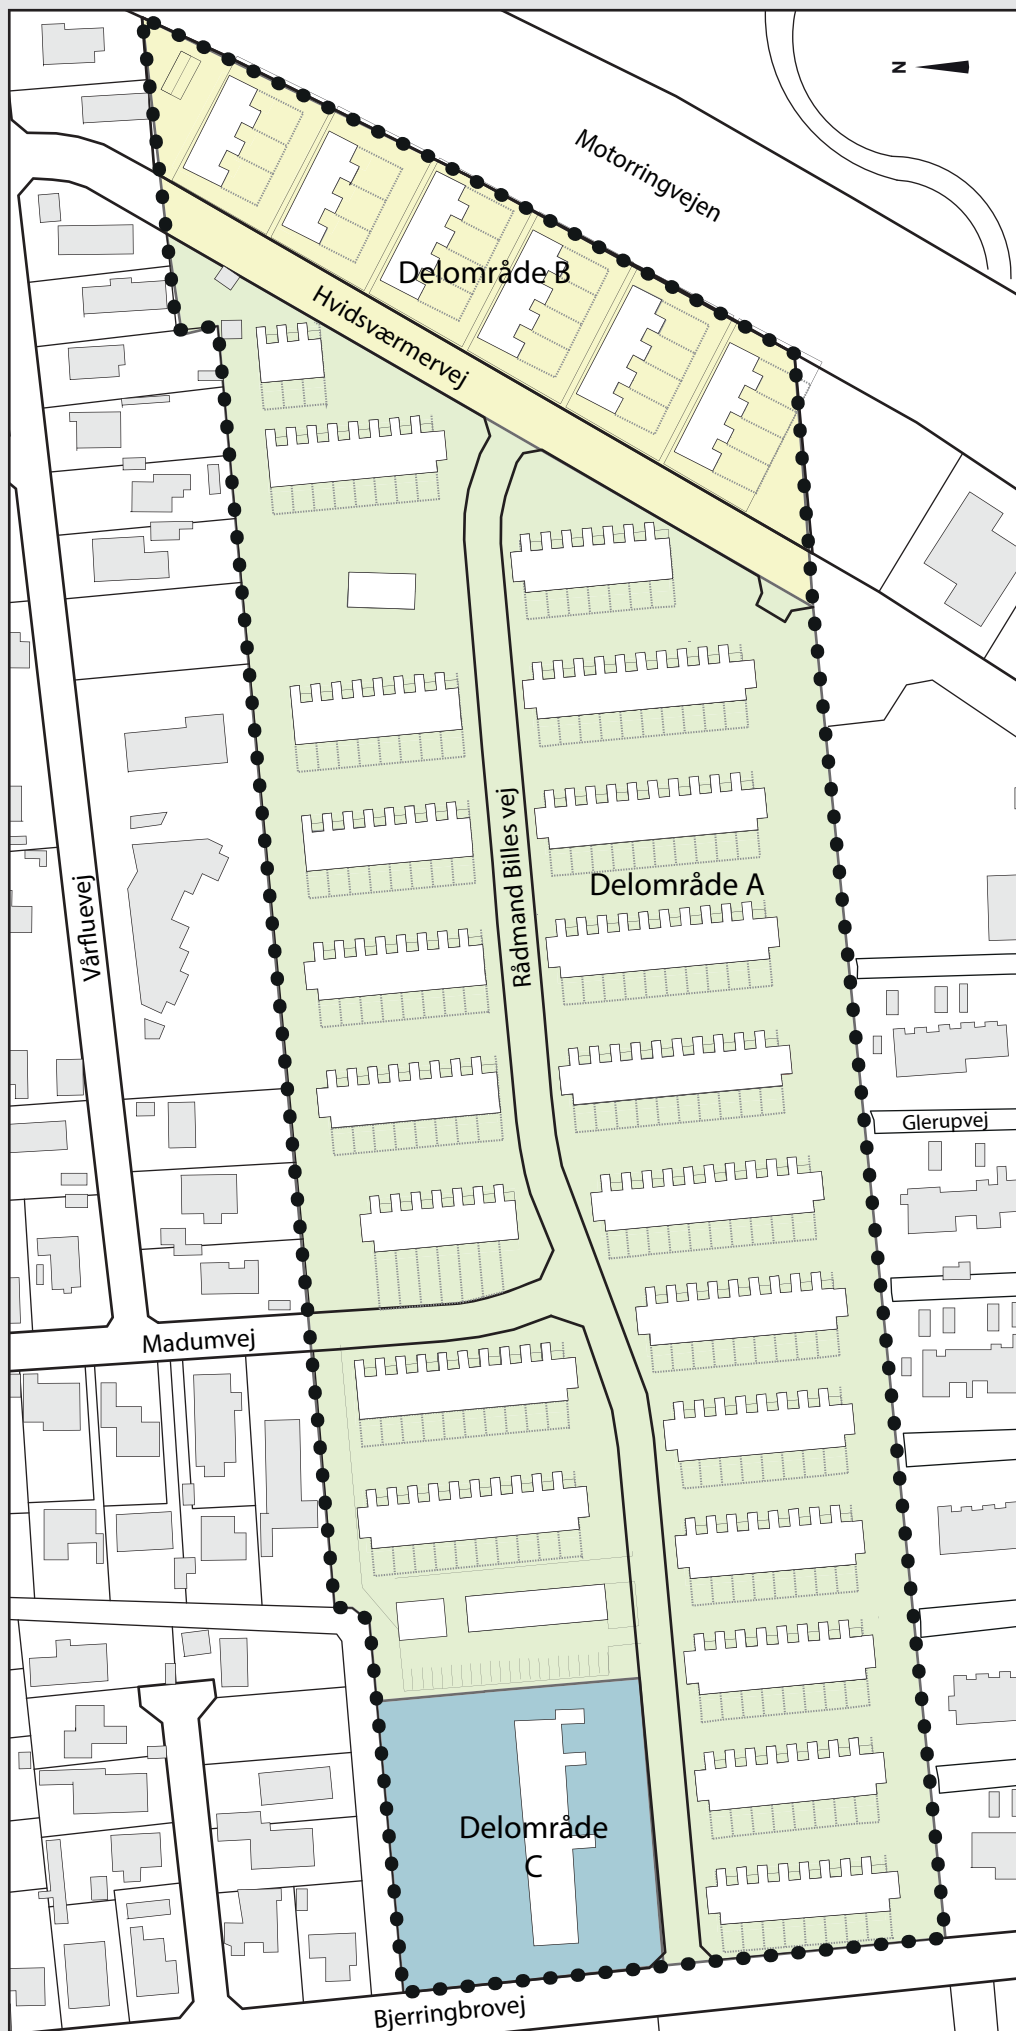 N
Motorringvejen
Delområde B
Hvidsværmervej
Rådmand Billes vej
Delområde A
Vårfluevej
Glerupvej
Madumvej
Delområde
C
Bjerringbrovej